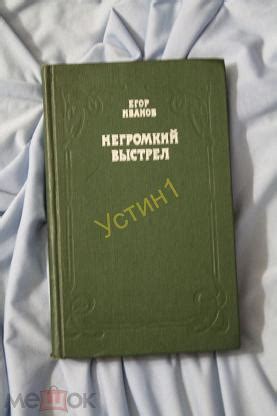 ЕГОР
ИВАНОВ
НЕГРОМКИЙ
ВЫСТРЕЛ
Устин1
мешок